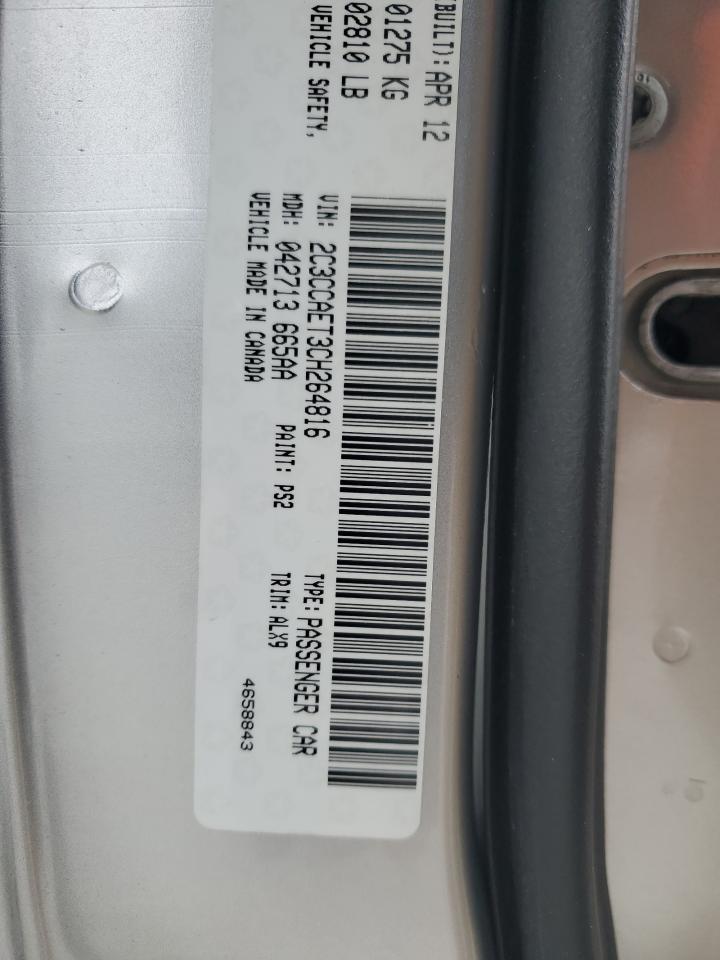 (BUILT): APR 12
01275 KG
02810 LB
VEHICLE SAFETY,
VIN: 2C3CCAET3CH264816 TYPE: PASSENGER CAR
MDH: 042713 665AA PAINT: PS2 TRIM: ALX9
VEHICLE MADE IN CANADA
4658843